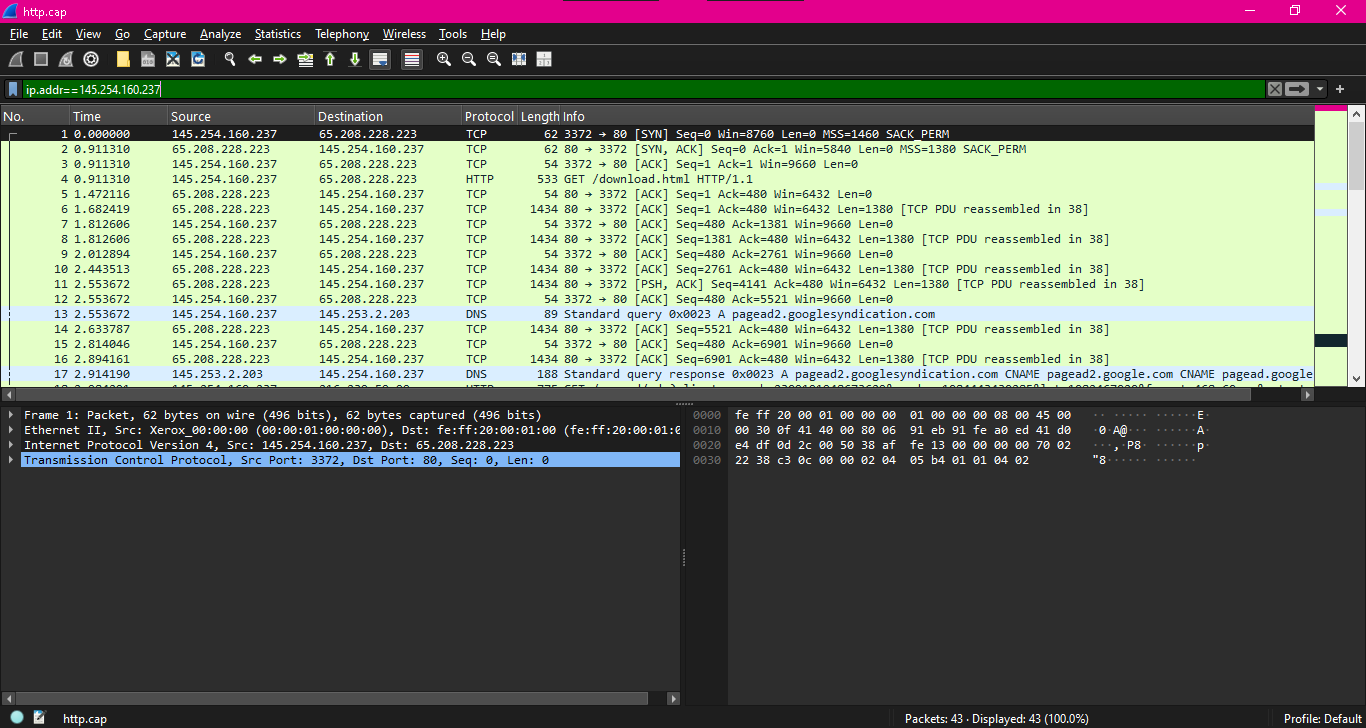 http.cap
File Edit View Go Capture Analyze Statistics Telephony Wireless Tools Help
ip.addr==145.254.160.237
No. Time Source Destination Protocol Length Info
1 0.000000 145.254.160.237 65.208.228.223 TCP 62 3372 → 80 [SYN] Seq=0 Win=8760 Len=0 MSS=1460 SACK_PERM
2 0.911310 65.208.228.223 145.254.160.237 TCP 62 80 → 3372 [SYN, ACK] Seq=0 Ack=1 Win=5840 Len=0 MSS=1380 SACK_PERM
3 0.911310 145.254.160.237 65.208.228.223 TCP 54 3372 → 80 [ACK] Seq=1 Ack=1 Win=9660 Len=0
4 0.911310 145.254.160.237 65.208.228.223 HTTP 533 GET /download.html HTTP/1.1
5 1.472116 65.208.228.223 145.254.160.237 TCP 54 80 → 3372 [ACK] Seq=1 Ack=480 Win=6432 Len=0
6 1.682419 65.208.228.223 145.254.160.237 TCP 1434 80 → 3372 [ACK] Seq=1 Ack=480 Win=6432 Len=1380 [TCP PDU reassembled in 38]
7 1.812606 145.254.160.237 65.208.228.223 TCP 54 3372 → 80 [ACK] Seq=480 Ack=1381 Win=9660 Len=0
8 1.812606 65.208.228.223 145.254.160.237 TCP 1434 80 → 3372 [ACK] Seq=1381 Ack=480 Win=6432 Len=1380 [TCP PDU reassembled in 38]
9 2.012894 145.254.160.237 65.208.228.223 TCP 54 3372 → 80 [ACK] Seq=480 Ack=2761 Win=9660 Len=0
10 2.443513 65.208.228.223 145.254.160.237 TCP 1434 80 → 3372 [ACK] Seq=2761 Ack=480 Win=6432 Len=1380 [TCP PDU reassembled in 38]
11 2.553672 65.208.228.223 145.254.160.237 TCP 1434 80 → 3372 [PSH, ACK] Seq=4141 Ack=480 Win=6432 Len=1380 [TCP PDU reassembled in 38]
12 2.553672 145.254.160.237 65.208.228.223 TCP 54 3372 → 80 [ACK] Seq=480 Ack=5521 Win=9660 Len=0
13 2.553672 145.254.160.237 145.253.2.203 DNS 89 Standard query 0x0023 A pagead2.googlesyndication.com
14 2.633787 65.208.228.223 145.254.160.237 TCP 1434 80 → 3372 [ACK] Seq=5521 Ack=480 Win=6432 Len=1380 [TCP PDU reassembled in 38]
15 2.814046 145.254.160.237 65.208.228.223 TCP 54 3372 → 80 [ACK] Seq=480 Ack=6901 Win=9660 Len=0
16 2.894161 65.208.228.223 145.254.160.237 TCP 1434 80 → 3372 [ACK] Seq=6901 Ack=480 Win=6432 Len=1380 [TCP PDU reassembled in 38]
17 2.914190 145.253.2.203 145.254.160.237 DNS 188 Standard query response 0x0023 A pagead2.googlesyndication.com CNAME pagead2.google.com CNAME pagead.google
Frame 1: Packet, 62 bytes on wire (496 bits), 62 bytes captured (496 bits)
Ethernet II, Src: Xerox_00:00:00 (00:00:01:00:00:00), Dst: fe:ff:20:00:01:00 (fe:ff:20:00:01:0
Internet Protocol Version 4, Src: 145.254.160.237, Dst: 65.208.228.223
Transmission Control Protocol, Src Port: 3372, Dst Port: 80, Seq: 0, Len: 0
0000 fe ff 20 00 01 00 00 00 01 00 00 00 08 00 45 00 ·· ····· ······E·
0010 00 30 0f 41 40 00 80 06 91 eb 91 fe a0 ed 41 d0 ·0·A@··· ······A·
0020 e4 df 0d 2c 00 50 38 af fe 13 00 00 00 00 70 02 ···,·P8· ······p·
0030 22 38 c3 0c 00 00 02 04 05 b4 01 01 04 02 "8······ ······
http.cap
Packets: 43 · Displayed: 43 (100.0%)
Profile: Default